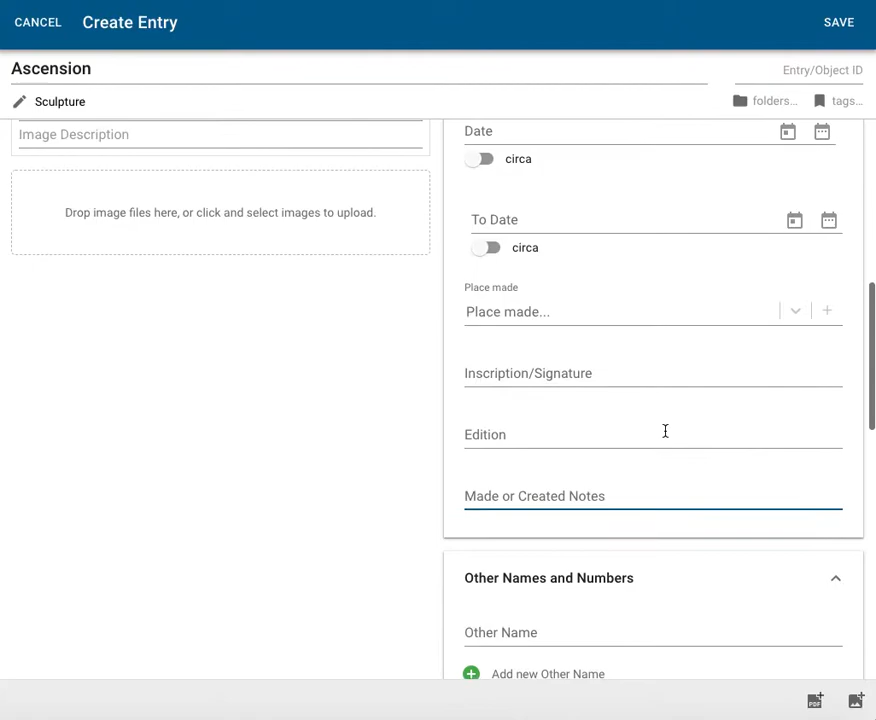 CANCEL Create Entry SAVE
Ascension
Entry/Object ID
Sculpture
folders...
tags...
Image Description
Drop image files here, or click and select images to upload.
Date
circa
To Date
circa
Place made
Place made...
Inscription/Signature
Edition
Made or Created Notes
Other Names and Numbers
Other Name
Add new Other Name
PDF